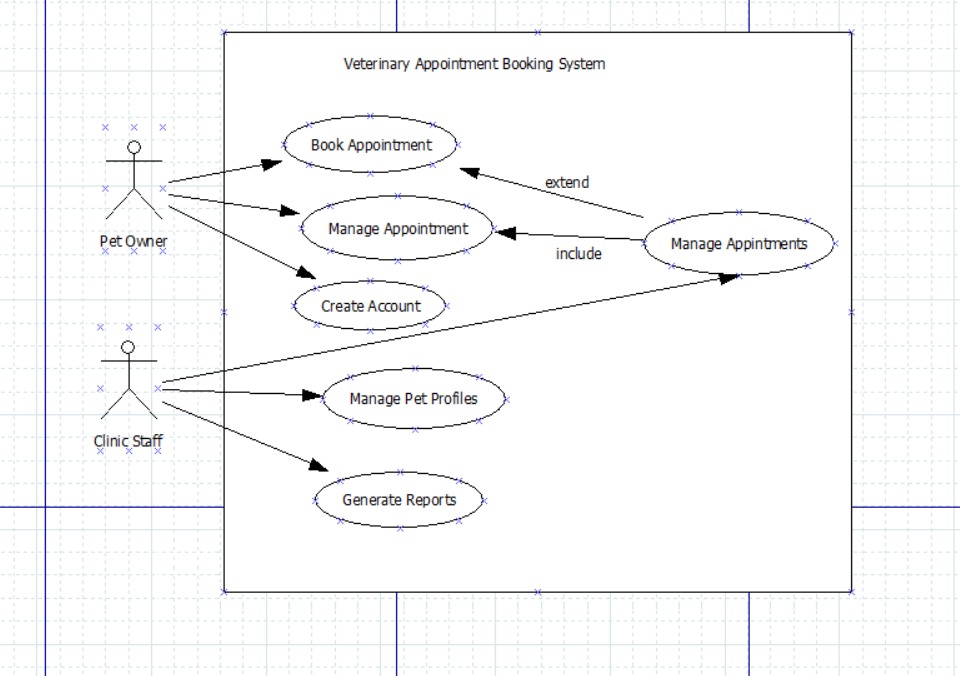 Veterinary Appointment Booking System
Book Appointment
extend
Manage Appointment
Manage Appintments
Pet Owner
include
Create Account
Manage Pet Profiles
Clinic Staff
Generate Reports